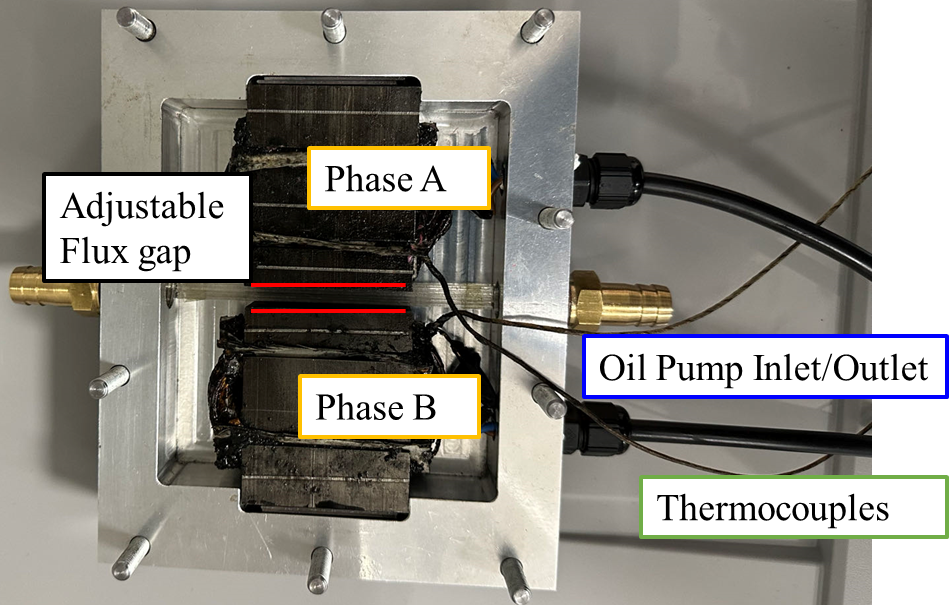 Phase A
Adjustable
Flux gap
Oil Pump Inlet/Outlet
Phase B
Thermocouples